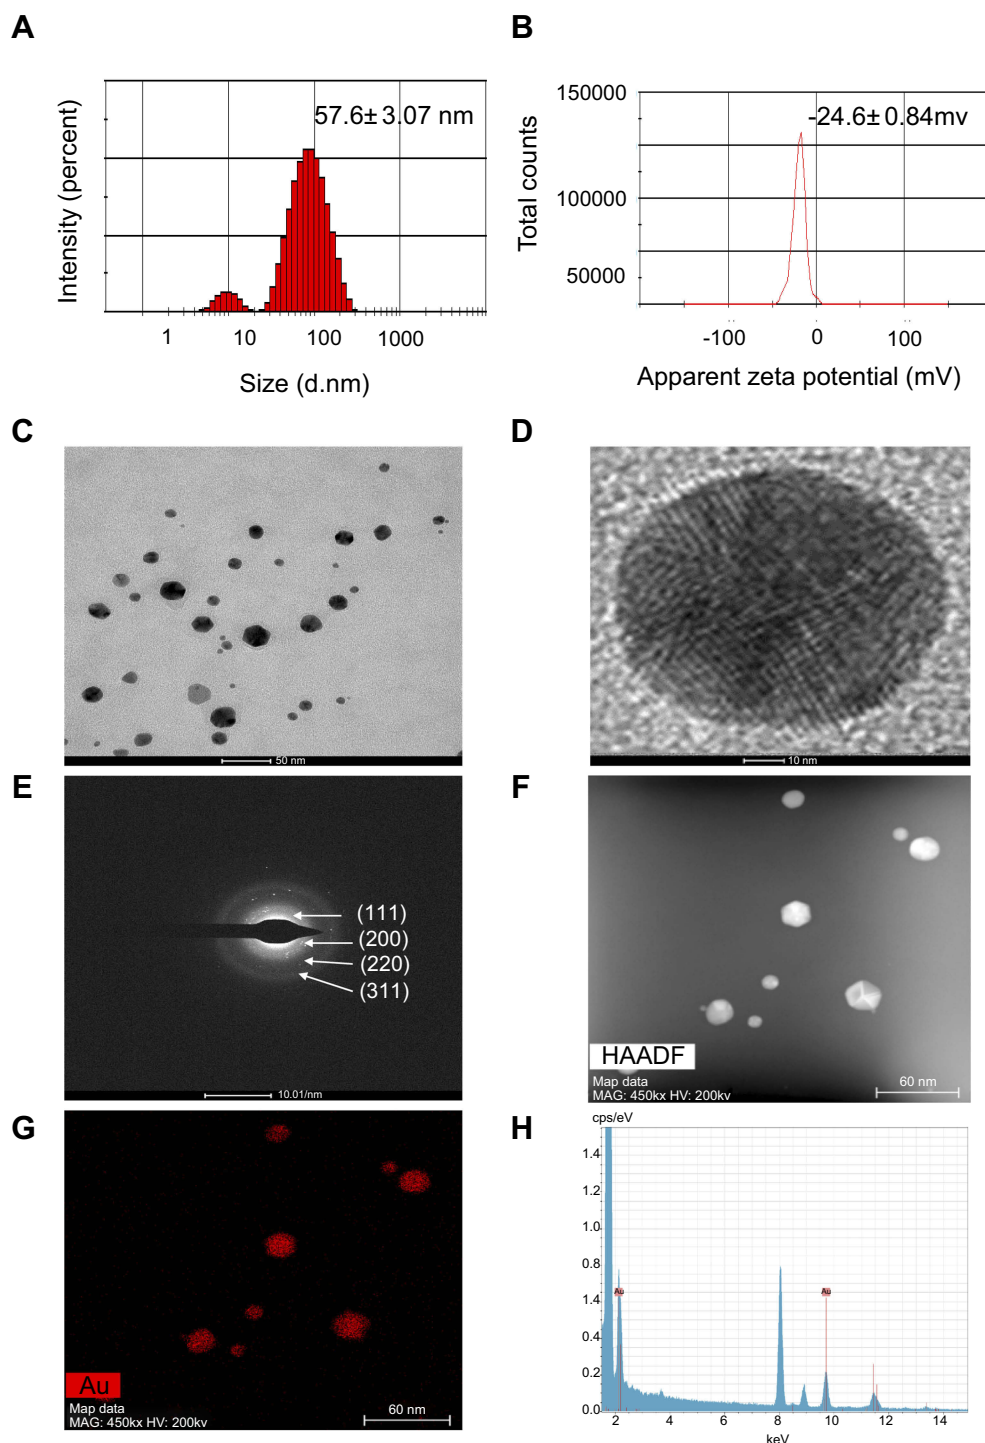 A
57.6± 3.07 nm
Intensity (percent)
1 10 100 1000
Size (d.nm)
B
150000
-24.6± 0.84mv
100000
50000
Total counts
-100 0 100
Apparent zeta potential (mV)
C
50 nm
D
10 nm
E
(111)
(200)
(220)
(311)
10.01/nm
F
HAADF
Map data
MAG: 450kx HV: 200kv
60 nm
G
Au
Map data
MAG: 450kx HV: 200kv
60 nm
H
cps/eV
1.4
1.2
1.0
0.8
1.4
0.4
0.2
0.0
Au Au
2 4 6 8 10 12 14
keV